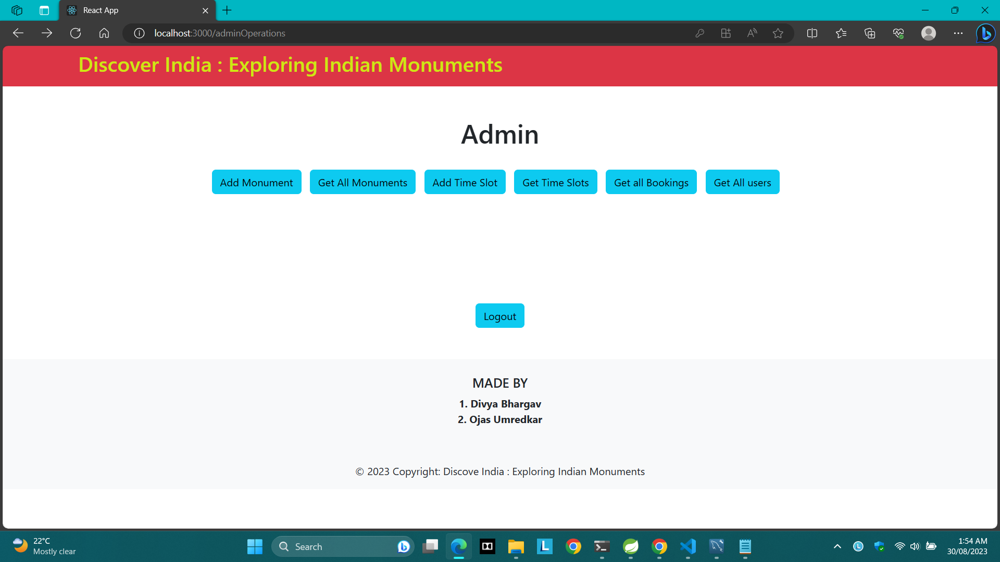 React App
localhost:3000/adminOperations
Discover India : Exploring Indian Monuments
Admin
Add Monument Get All Monuments Add Time Slot Get Time Slots Get all Bookings Get All users
Logout
MADE BY
1. Divya Bhargav
2. Ojas Umredkar
© 2023 Copyright: Discove India : Exploring Indian Monuments
22°C
Mostly clear
Search
1:54 AM
30/08/2023